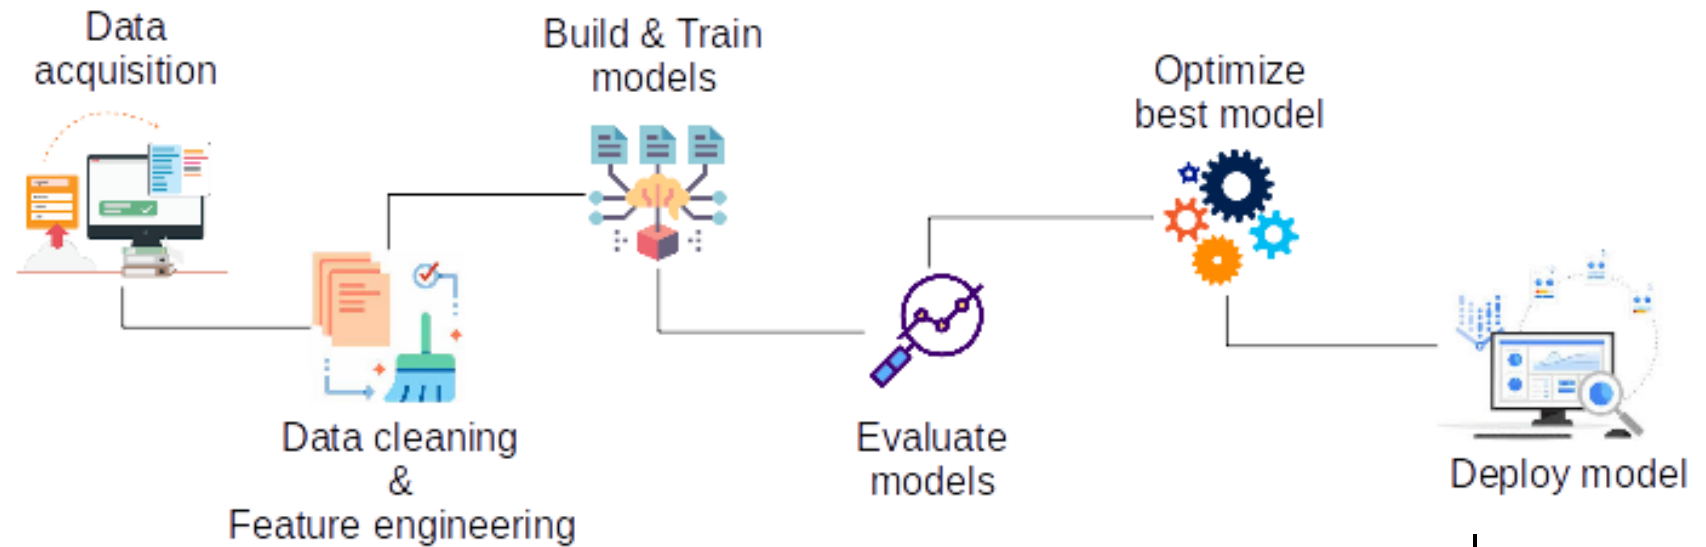 Data
acquisition
Data cleaning
&
Feature engineering
Build & Train
models
Evaluate
models
Optimize
best model
Deploy model